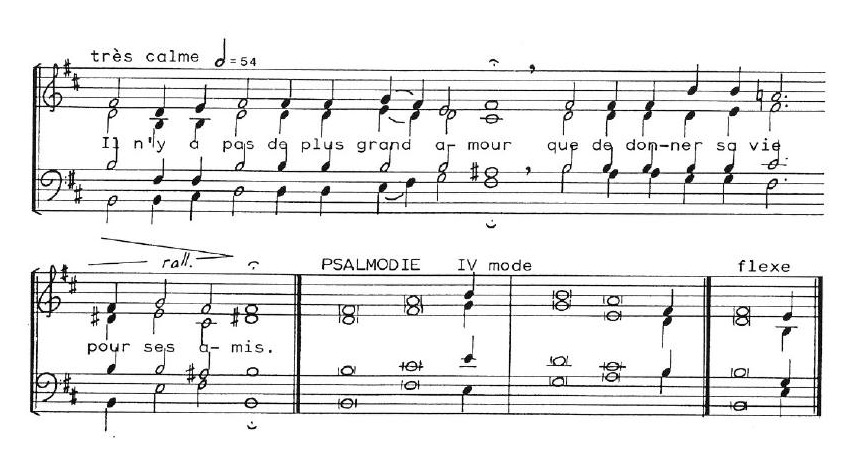 très calme 𝅗𝅥 = 54
Il n'y a pas de plus grand a-mour que de don-ner sa vie
rall. PSALMODIE IV mode flexe
pour ses a-mis.